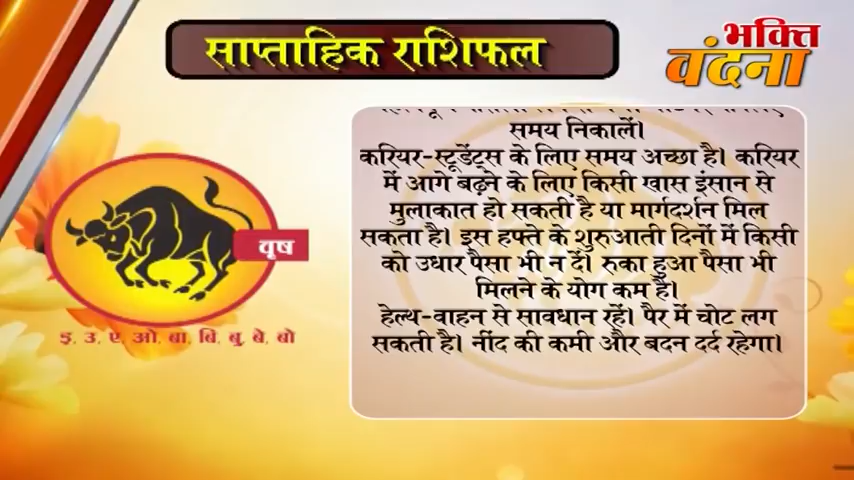 साप्ताहिक राशिफल
भक्ति
वंदना
समय निकालें।
करियर-स्टूडेंट्स के लिए समय अच्छा है। करियर
में आगे बढ़ने के लिए किसी खास इंसान से
मुलाकात हो सकती है या मार्गदर्शन मिल
सकता है। इस हफ्ते के शुरुआती दिनों में किसी
को उधार पैसा भी न दें। रुका हुआ पैसा भी
मिलने के योग कम हैं।
हेल्थ-वाहन से सावधान रहें। पैर में चोट लग
सकती है। नींद की कमी और बदन दर्द रहेगा।
वृष
इ, उ, ए, ओ, बा, बि, बु, बे, बो